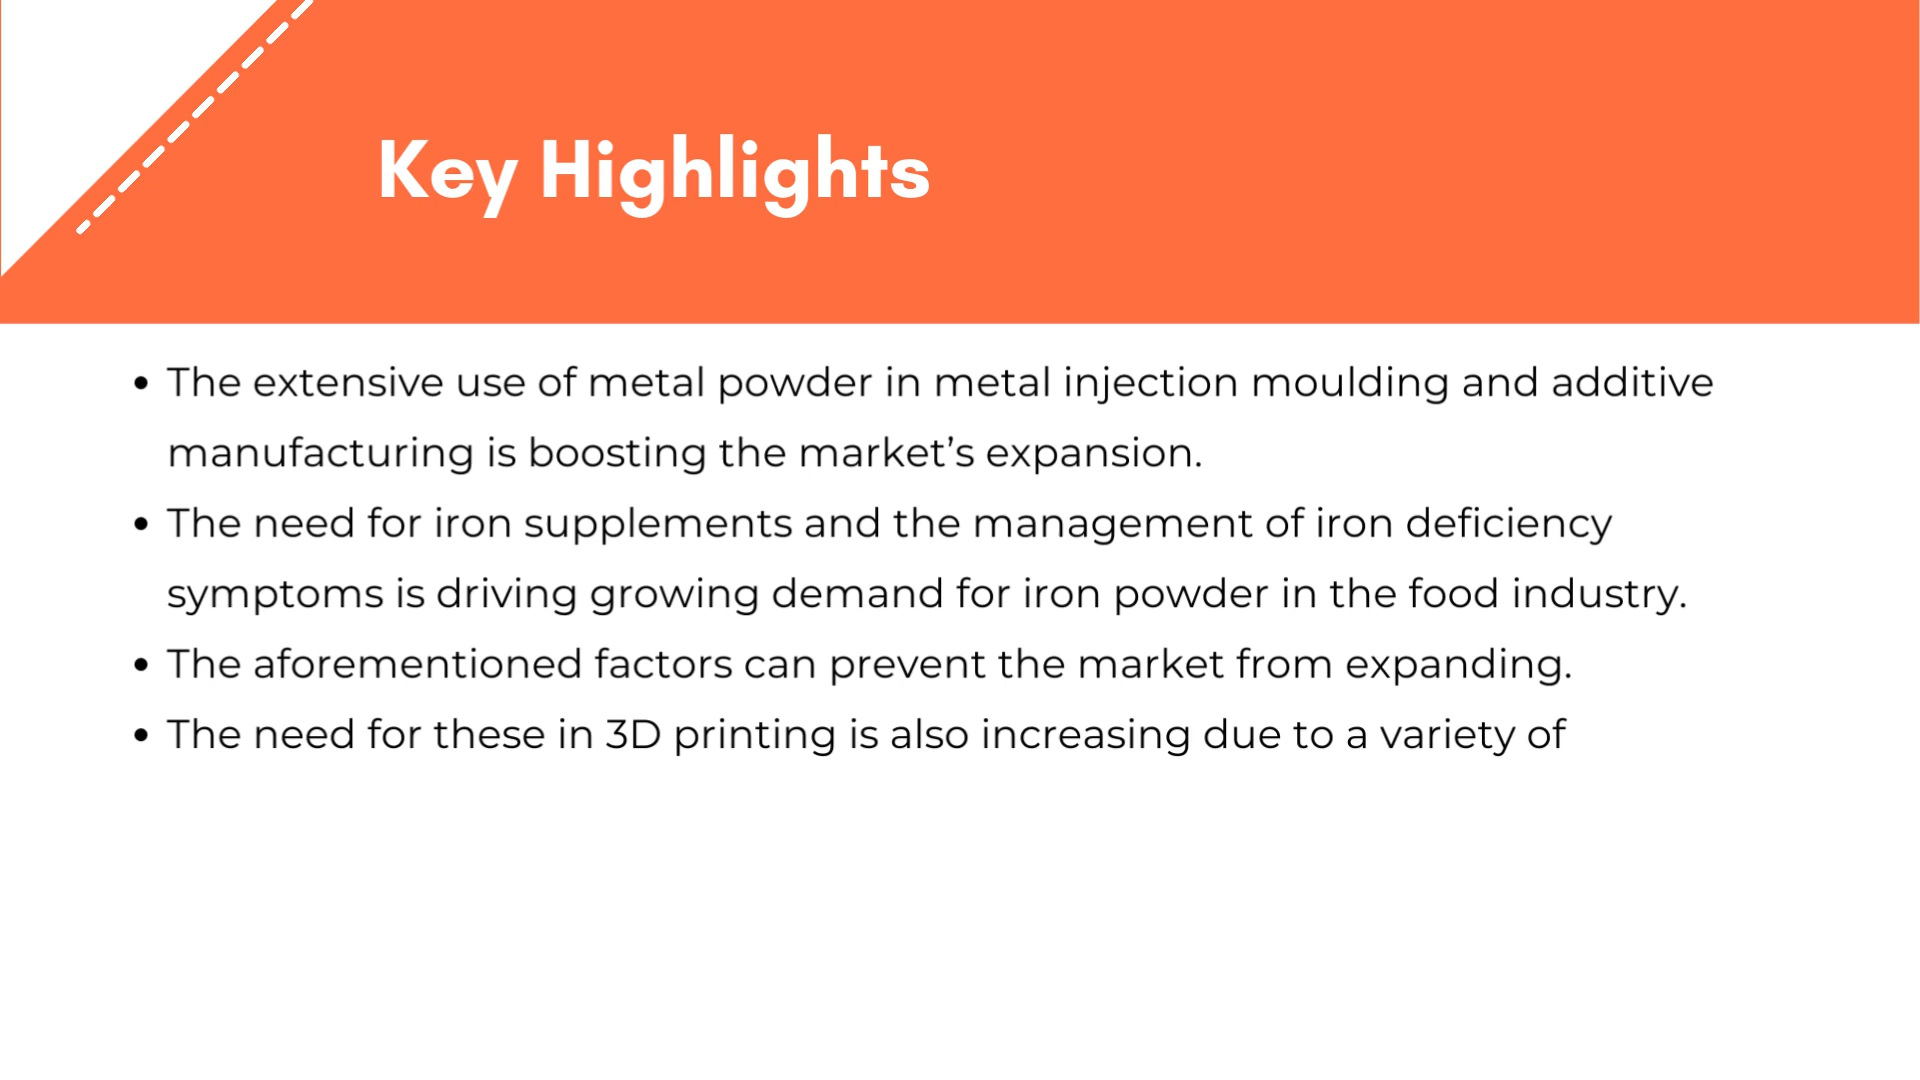 Key Highlights
• The extensive use of metal powder in metal injection moulding and additive
manufacturing is boosting the market’s expansion.
• The need for iron supplements and the management of iron deficiency
symptoms is driving growing demand for iron powder in the food industry.
• The aforementioned factors can prevent the market from expanding.
• The need for these in 3D printing is also increasing due to a variety of